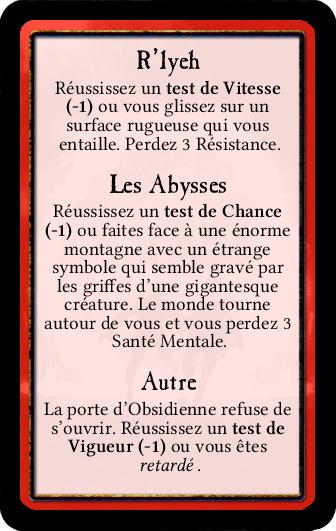 R'lyeh
Réussissez un test de Vitesse
(-1) ou vous glissez sur un
surface rugueuse qui vous
entaille. Perdez 3 Résistance.
Les Abysses
Réussissez un test de Chance
(-1) ou faites face à une énorme
montagne avec un étrange
symbole qui semble gravé par
les griffes d'une gigantesque
créature. Le monde tourne
autour de vous et vous perdez 3
Santé Mentale.
Autre
La porte d'Obsidienne refuse de
s'ouvrir. Réussissez un test de
Vigueur (-1) ou vous êtes
retardé .